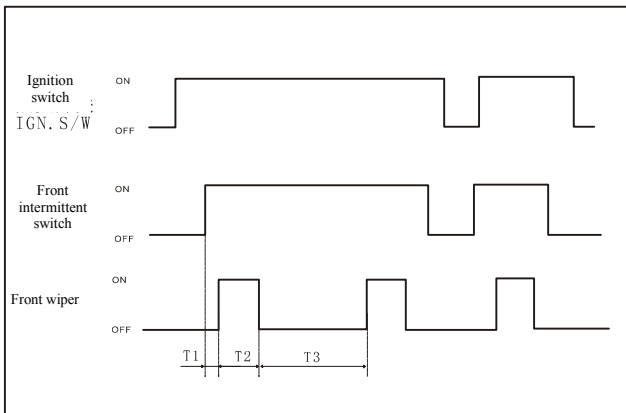 Ignition
switch
IGN. S/W
ON
OFF
Front
intermittent
switch
ON
OFF
Front wiper
ON
OFF
T1 T2 T3